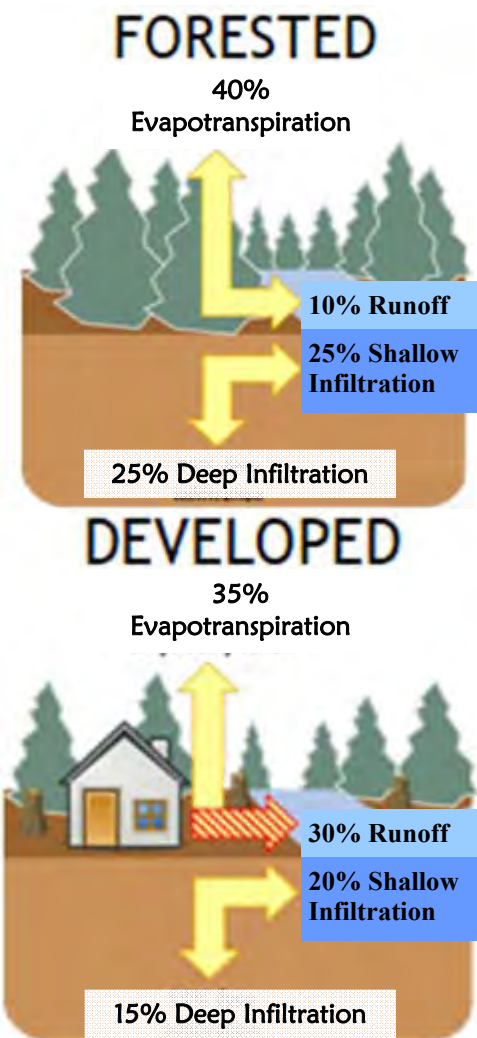 FORESTED
40%
Evapotranspiration
10% Runoff
25% Shallow
Infiltration
25% Deep Infiltration
DEVELOPED
35%
Evapotranspiration
30% Runoff
20% Shallow
Infiltration
15% Deep Infiltration